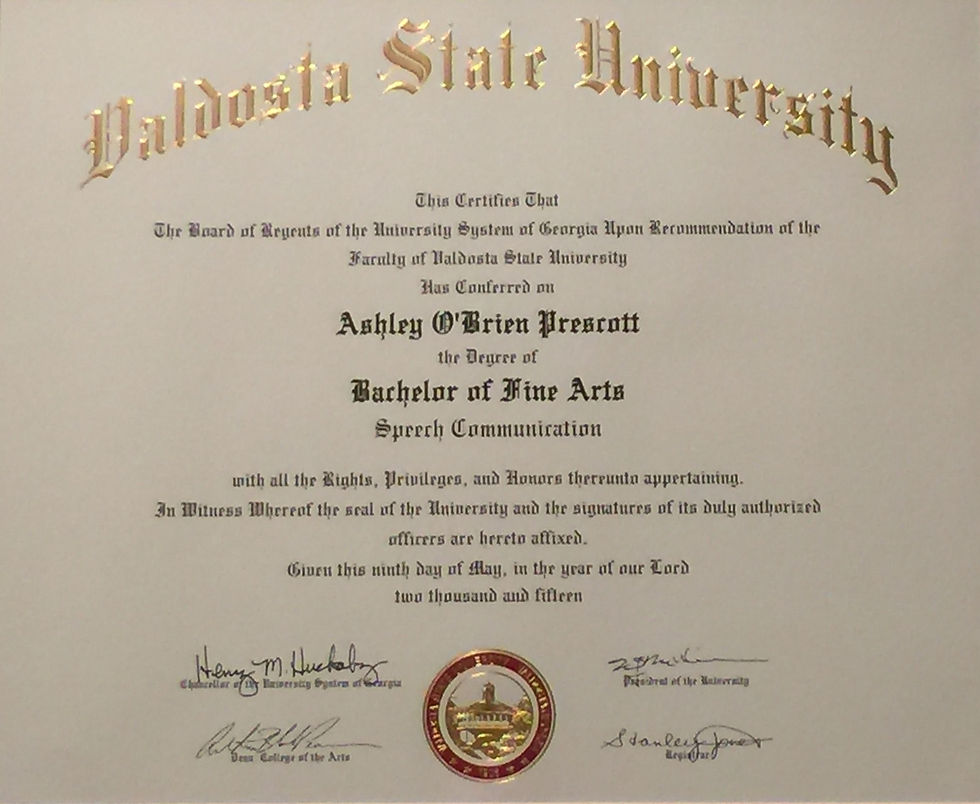 Valdosta State University
This Certifies That
The Board of Regents of the University System of Georgia Upon Recommendation of the
Faculty of Valdosta State University
Has Conferred on
Ashley O'Brien Prescott
the Degree of
Bachelor of Fine Arts
Speech Communication
with all the Rights, Privileges, and Honors thereunto appertaining.
In Witness Whereof the seal of the University and the signatures of its duly authorized
officers are hereto affixed.
Given this ninth day of May, in the year of our Lord
two thousand and fifteen
Henry M. Huckaby
Chancellor of the University System of Georgia
President of the University
Dean College of the Arts
Stanley Jones
Registrar